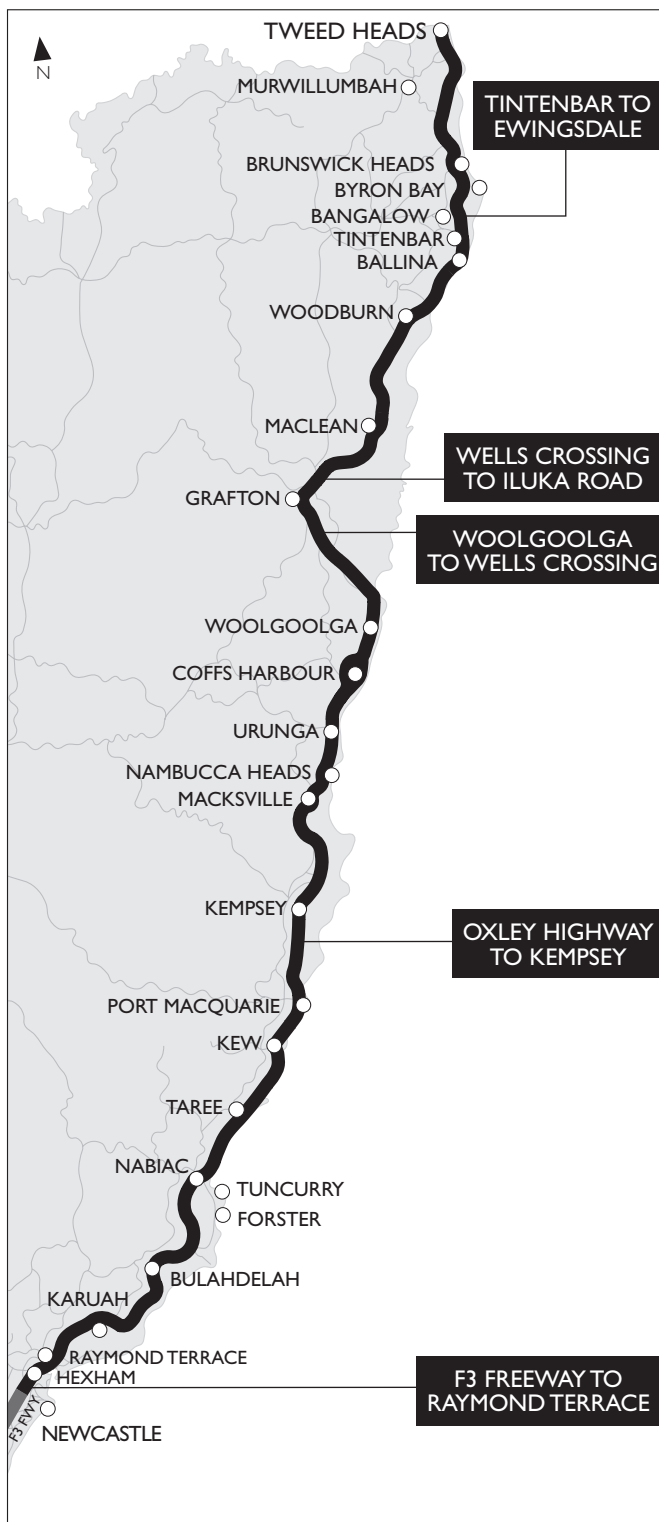 TWEED HEADS
N
MURWILLUMBAH
TINTENBAR TO
EWINGSDALE
BRUNSWICK HEADS
BYRON BAY
BANGALOW
TINTENBAR
BALLINA
WOODBURN
MACLEAN
WELLS CROSSING
TO ILUKA ROAD
GRAFTON
WOOLGOOLGA
TO WELLS CROSSING
WOOLGOOLGA
COFFS HARBOUR
URUNGA
NAMBUCCA HEADS
MACKSVILLE
KEMPSEY
OXLEY HIGHWAY
TO KEMPSEY
PORT MACQUARIE
KEW
TAREE
NABIAC
TUNCURRY
FORSTER
BULAHDELAH
KARUAH
RAYMOND TERRACE
HEXHAM
F3 FREEWAY TO
RAYMOND TERRACE
F3 FWY
NEWCASTLE